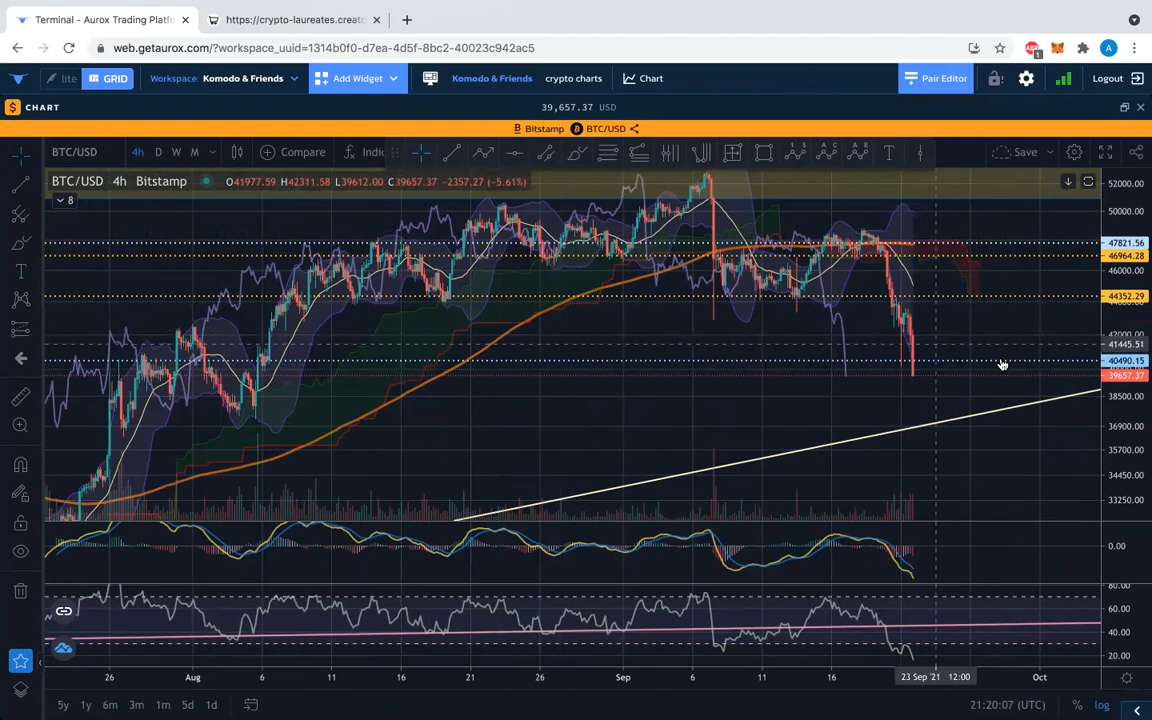 Terminal - Aurox Trading Platfo
https://crypto-laureates.creato
web.getaurox.com/?workspace_uuid=1314b0f0-d7ea-4d5f-8bc2-40023c942ac5
ABP 1 A
lite GRID Workspace: Komodo & Friends Add Widget Komodo & Friends crypto charts Chart Pair Editor Logout
$ CHART 39,657.37 USD
Bitstamp BTC/USD
BTC/USD 4h D W M Compare Indic T Save
BTC/USD 4h Bitstamp O41977.59 H42311.58 L39612.00 C39657.37 -2357.27 (-5.61%)
8
52000.00
50000.00
47821.56
46964.28
46000.00
44352.29
42000.00
41445.51
40490.15
39657.37
38500.00
36900.00
35700.00
34450.00
33250.00
0.00
80.00
60.00
40.00
20.00
26 Aug 6 11 16 21 26 Sep 6 11 16 23 Sep '21 12:00 Oct
5y 1y 6m 3m 1m 5d 1d 21:20:07 (UTC) % log